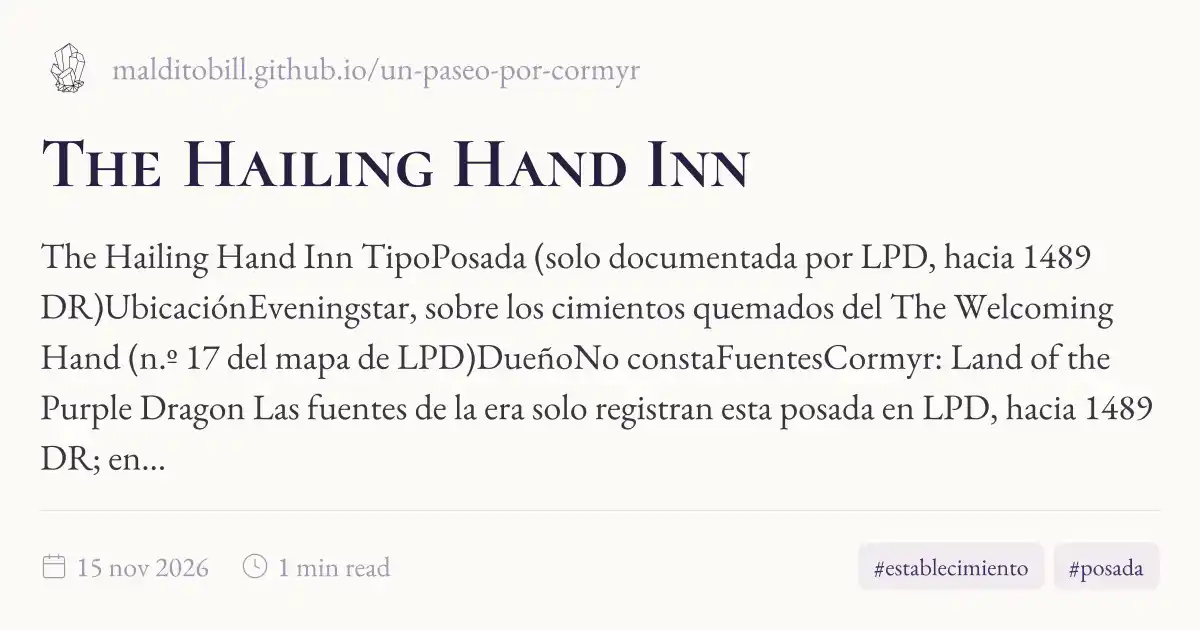 malditobill.github.io/un-paseo-por-cormyr
The Hailing Hand Inn
The Hailing Hand Inn TipoPosada (solo documentada por LPD, hacia 1489
DR)UbicaciónEveningstar, sobre los cimientos quemados del The Welcoming
Hand (n.º 17 del mapa de LPD)DueñoNo constaFuentesCormyr: Land of the
Purple Dragon Las fuentes de la era solo registran esta posada en LPD, hacia 1489
DR; en...
15 nov 2026
1 min read
#establecimiento
#posada